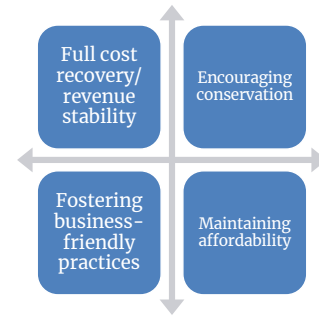 Full cost
recovery/
revenue
stability
Encouraging
conservation
Fostering
business-
friendly
practices
Maintaining
affordability